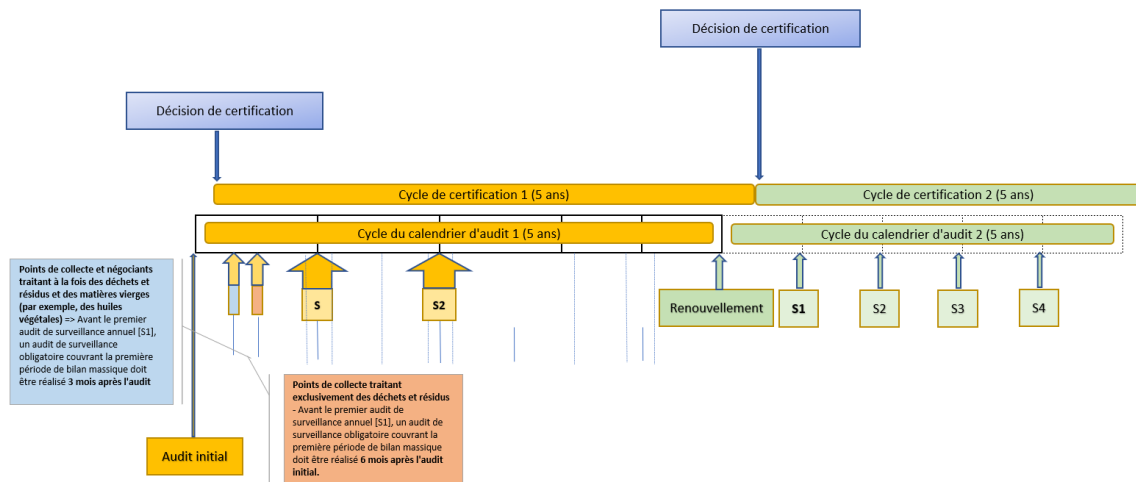 Décision de certification
Décision de certification
Cycle de certification 1 (5 ans)
Cycle de certification 2 (5 ans)
Cycle du calendrier d'audit 1 (5 ans)
Cycle du calendrier d'audit 2 (5 ans)
Points de collecte et négociants
traitant à la fois des déchets et
résidus et des matières vierges
(par exemple, des huiles
végétales) => Avant le premier
audit de surveillance annuel [S1],
un audit de surveillance
obligatoire couvrant la première
période de bilan massique doit
être réalisé 3 mois après l'audit
S
S2
Renouvellement
S1
S2
S3
S4
Points de collecte traitant
exclusivement des déchets et résidus
- Avant le premier audit de
surveillance annuel [S1], un audit de
surveillance obligatoire couvrant la
première période de bilan massique
doit être réalisé 6 mois après l'audit
initial.
Audit initial